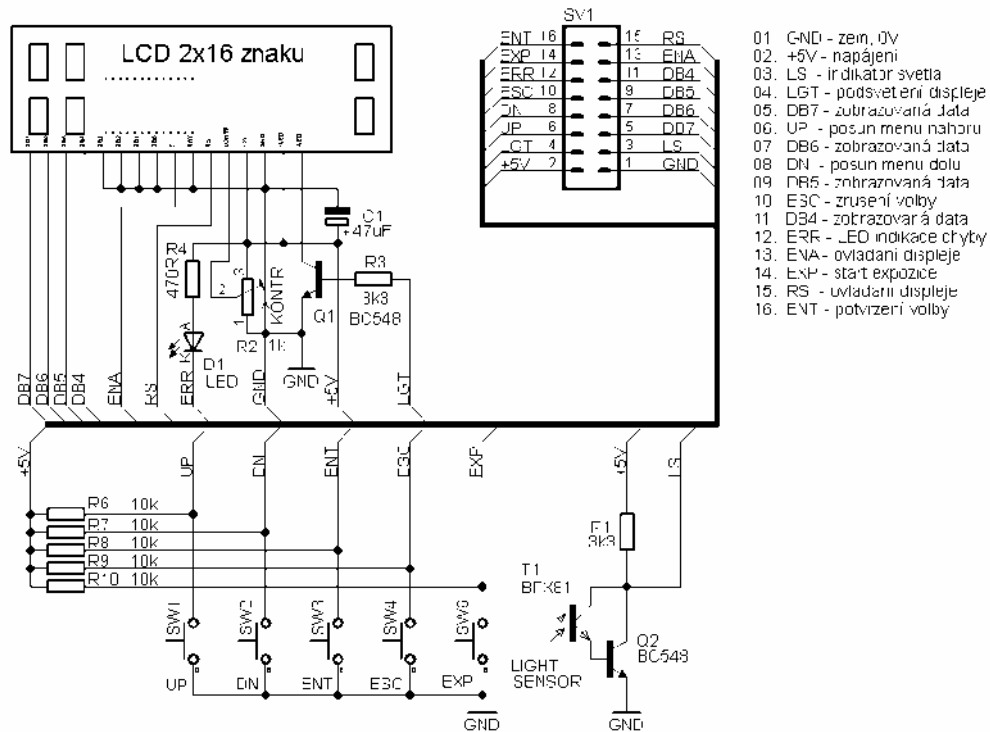 SV1
LCD 2x16 znaku
ENT 16
15 RS
EXP 14
13 ENA
ERR 12
11 DB4
ESC 10
9 DB5
DN 8
7 DB6
UP 6
5 DB7
LGT 4
3 LS
+5V 2
1 GND
01 GND - zem, 0V
02. +5V - napájení
03. LS - indikator svetla
04. LGT - podsvetlení displeje
05. DB7 - zobrazovaná data
06. UP - posun menu nahoru
07 DB6 - zobrazovaná data
08 DN - posun menu dolu
09 DB5 - zobrazovaná data
10 ESC - zrusení volby
11 DB4 - zobrazovaná data
12. ERR - LED indikace chyby
13. ENA - ovladani displeje
14. EXP - start expozice
15. RS - ovladani displeje
16. ENT - potvrzení volby
C1
+47uF
R4
470R
R3
3k3
BC548
Q1
3
2
1
KONTR
R2 1k
A
K
D1
LED
GND
DB7
DB6
DB5
DB4
ENA
RS
ERR
GND
+5V
LGT
+5V
UP
DN
ENT
ESC
EXP
+5V
LS
R6 10k
R7 10k
R8 10k
R9 10k
R10 10k
3k3
T1
SW1
SW2
SW3
SW4
Q2
BC548
LIGHT
SENSOR
UP
DN
ENT
ESC
EXP
GND
GND